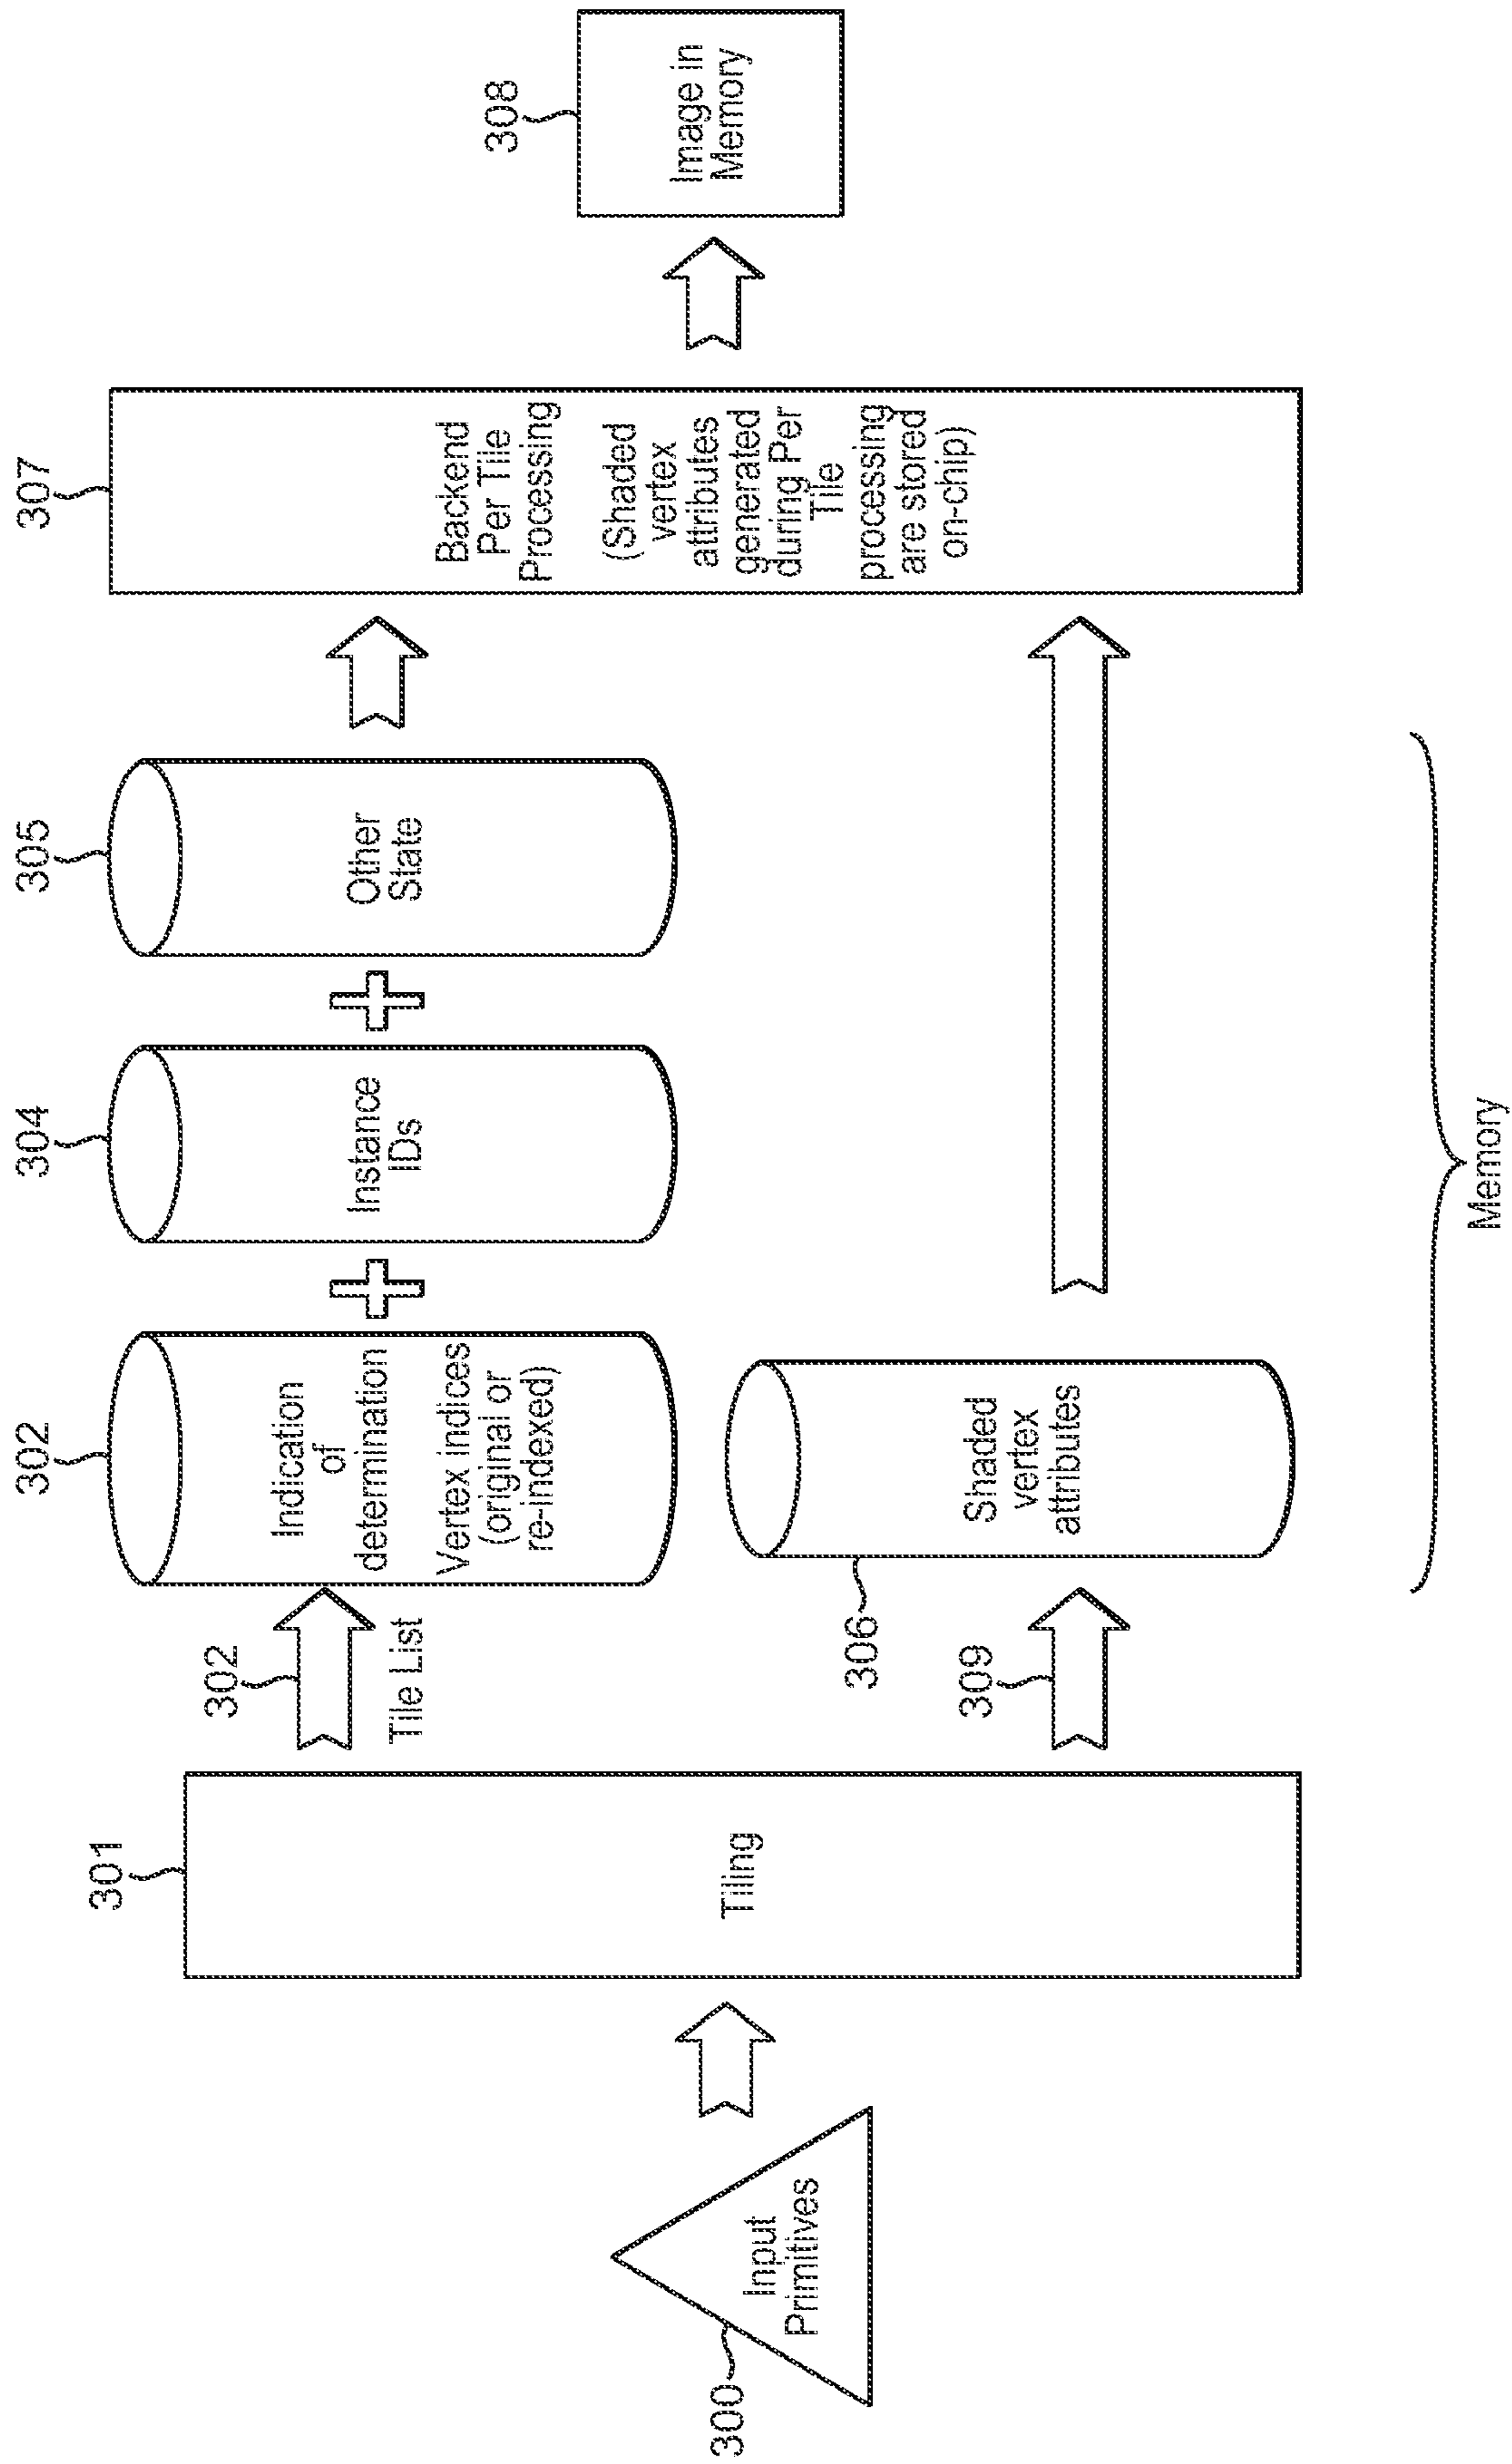 300
Input
Primitives
301
Tiling
302
Tile List
309
302
Indication
of
determination
Vertex indices
(original or
re-indexed)
304
Instance
IDs
305
Other
State
306
Shaded
vertex
attributes
Memory
307
Backend
Per Tile
Processing
(Shaded
vertex
attributes
generated
during Per
Tile
processing
are stored
on-chip)
308
Image in
Memory